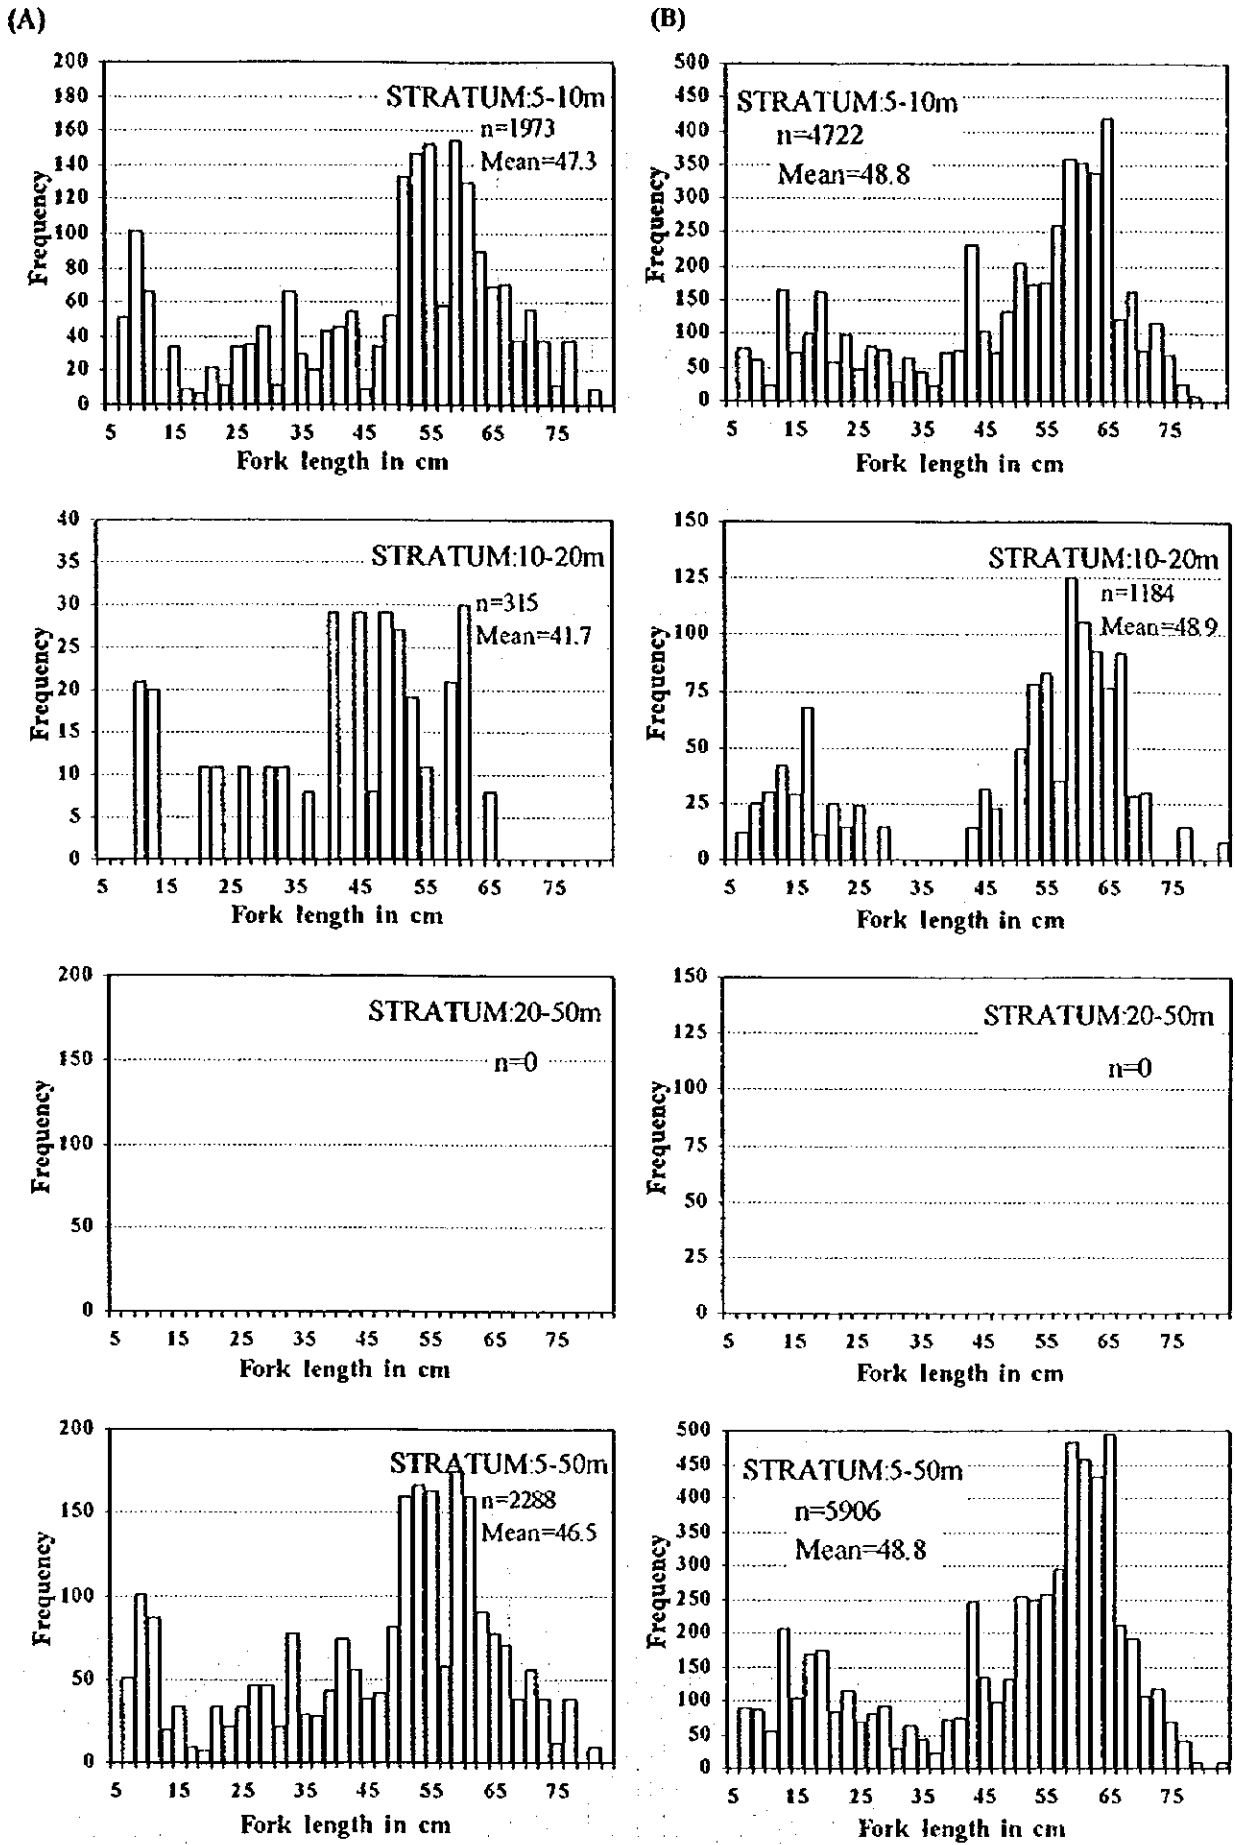 (A)
(B)
200
180
160
140
120
100
80
60
40
20
0
Frequency
STRATUM:5-10m
n=1973
Mean=47.3
5 15 25 35 45 55 65 75
Fork length in cm
500
450
400
350
300
250
200
150
100
50
0
Frequency
STRATUM:5-10m
n=4722
Mean=48.8
5 15 25 35 45 55 65 75
Fork length in cm
40
35
30
25
20
15
10
5
0
Frequency
STRATUM:10-20m
n=315
Mean=41.7
5 15 25 35 45 55 65 75
Fork length in cm
150
125
100
75
50
25
0
Frequency
STRATUM:10-20m
n=1184
Mean=48.9
5 15 25 35 45 55 65 75
Fork length in cm
200
150
100
50
0
Frequency
STRATUM:20-50m
n=0
5 15 25 35 45 55 65 75
Fork length in cm
150
125
100
75
50
25
0
Frequency
STRATUM:20-50m
n=0
5 15 25 35 45 55 65 75
Fork length in cm
200
150
100
50
0
Frequency
STRATUM:5-50m
n=2288
Mean=46.5
5 15 25 35 45 55 65 75
Fork length in cm
500
450
400
350
300
250
200
150
100
50
0
Frequency
STRATUM:5-50m
n=5906
Mean=48.8
5 15 25 35 45 55 65 75
Fork length in cm